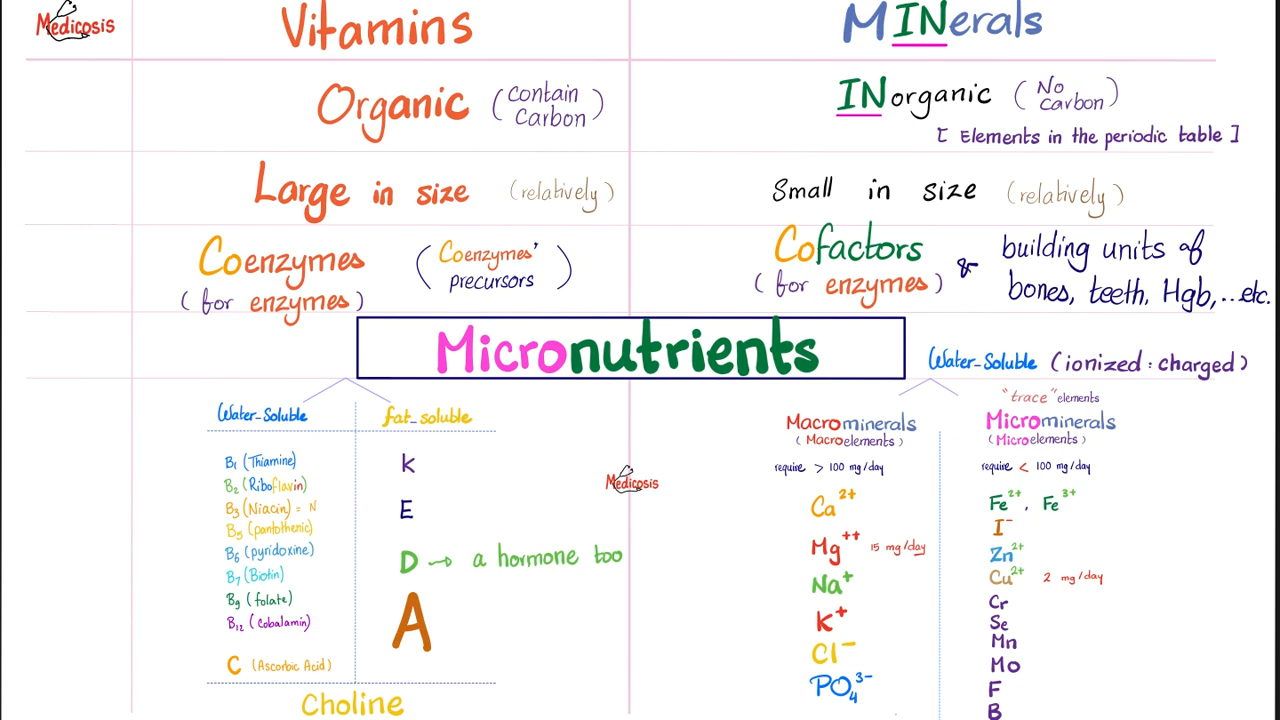 Medicosis
Vitamins
MINerals
Organic (contain Carbon)
INorganic (No carbon)
[ Elements in the periodic table ]
Large in size (relatively)
Small in size (relatively)
Coenzymes (Coenzymes' precursors)
(for enzymes)
Cofactors & building units of
(for enzymes) bones, teeth, Hgb,...etc.
Micronutrients
Water-Soluble (ionized : charged)
Water-Soluble
fat-soluble
B1 (Thiamine)
B2 (Riboflavin)
B3 (Niacin) = N
B5 (pantothenic)
B6 (pyridoxine)
B7 (Biotin)
B9 (folate)
B12 (cobalamin)
C (Ascorbic Acid)
K
E
D → a hormone too
A
Choline
Medicosis
Macrominerals
(Macroelements)
require > 100 mg/day
Ca2+
Mg++ 15 mg/day
Na+
K+
Cl−
PO4 3−
"trace" elements
Microminerals
(Microelements)
require < 100 mg/day
Fe2+, Fe3+
I−
Zn2+
Cu2+ 2 mg/day
Cr
Se
Mn
Mo
F
B